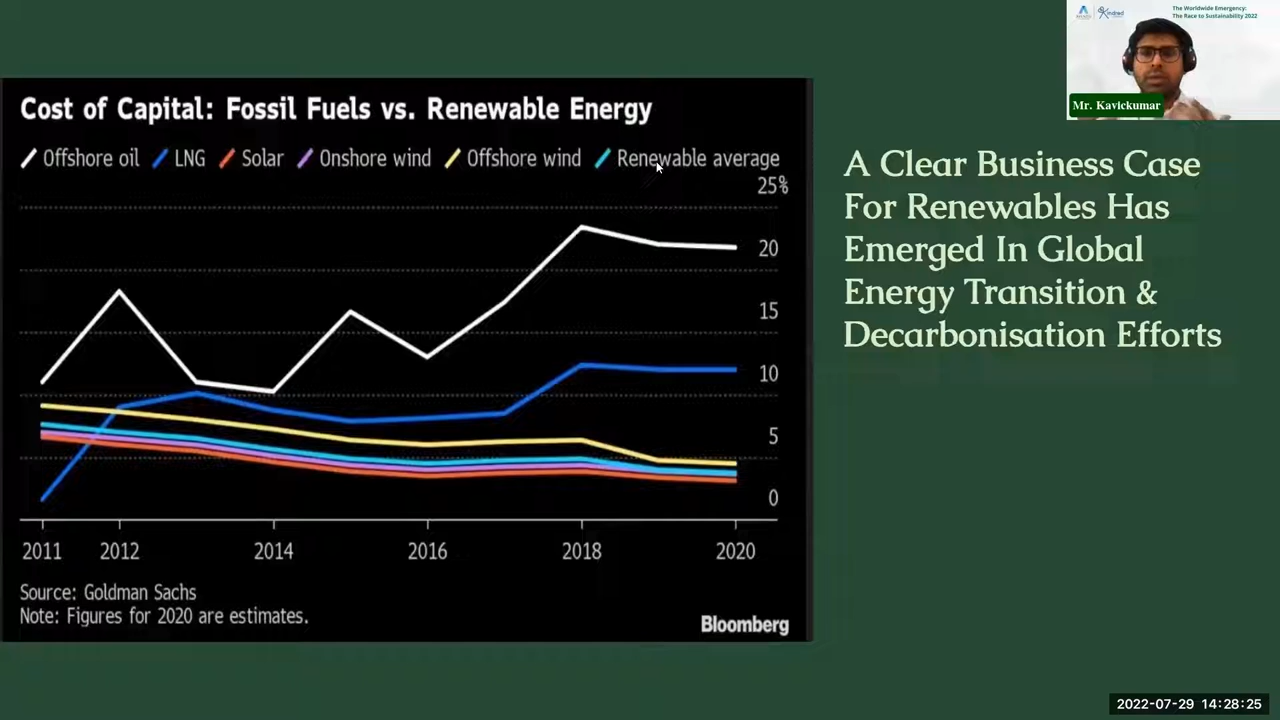 The Worldwide Emergency:
The Race to Sustainability 2022
Kindred
Mr. Kavickumar
Cost of Capital: Fossil Fuels vs. Renewable Energy
Offshore oil LNG Solar Onshore wind Offshore wind Renewable average
25%
20
15
10
5
0
2011 2012 2014 2016 2018 2020
Source: Goldman Sachs
Note: Figures for 2020 are estimates.
Bloomberg
A Clear Business Case
For Renewables Has
Emerged In Global
Energy Transition &
Decarbonisation Efforts
2022-07-29 14:28:25